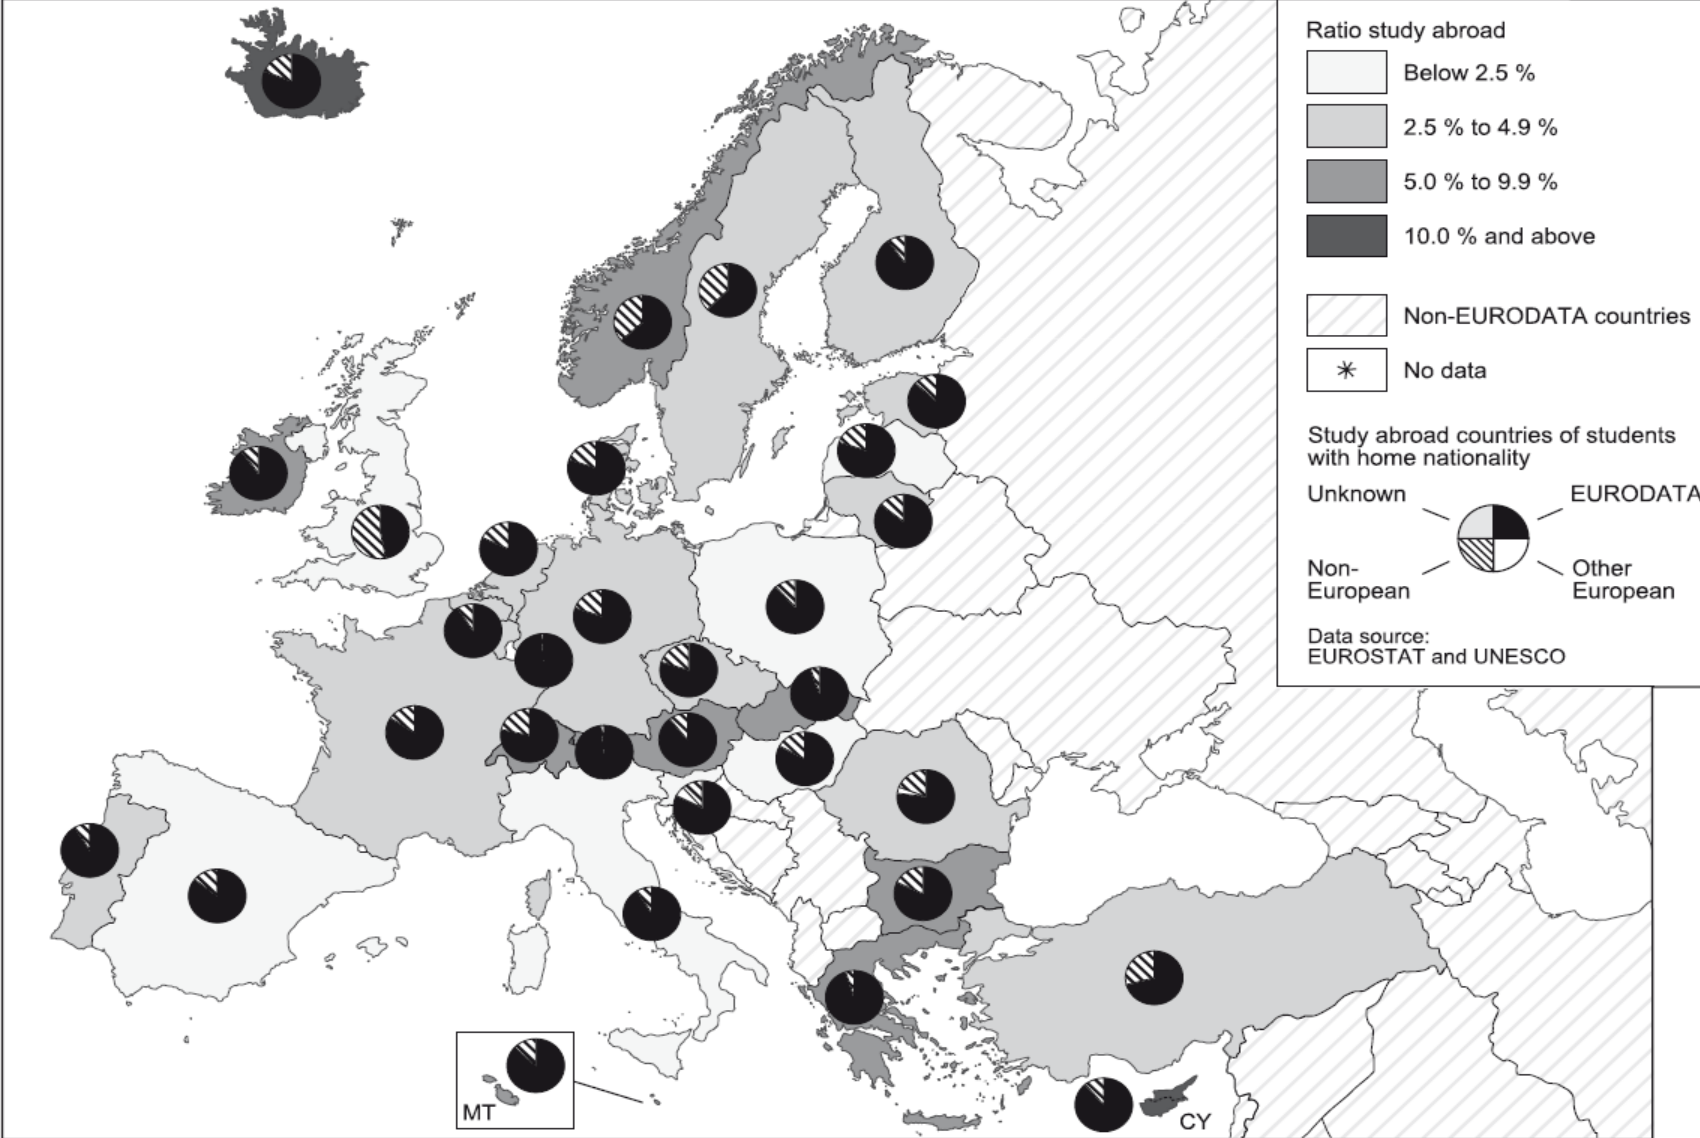 Ratio study abroad
Below 2.5 %
2.5 % to 4.9 %
5.0 % to 9.9 %
10.0 % and above
Non-EURODATA countries
No data
Study abroad countries of students
with home nationality
Unknown
EURODATA
Non-
European
Other
European
Data source:
EUROSTAT and UNESCO
MT
CY